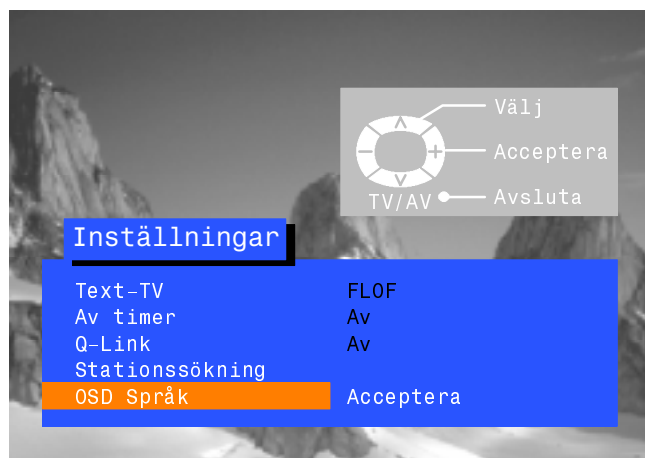 Välj
Acceptera
TV/AV Avsluta
Inställningar
Text-TV FLOF
Av timer Av
Q-Link Av
Stationssökning
OSD Språk Acceptera